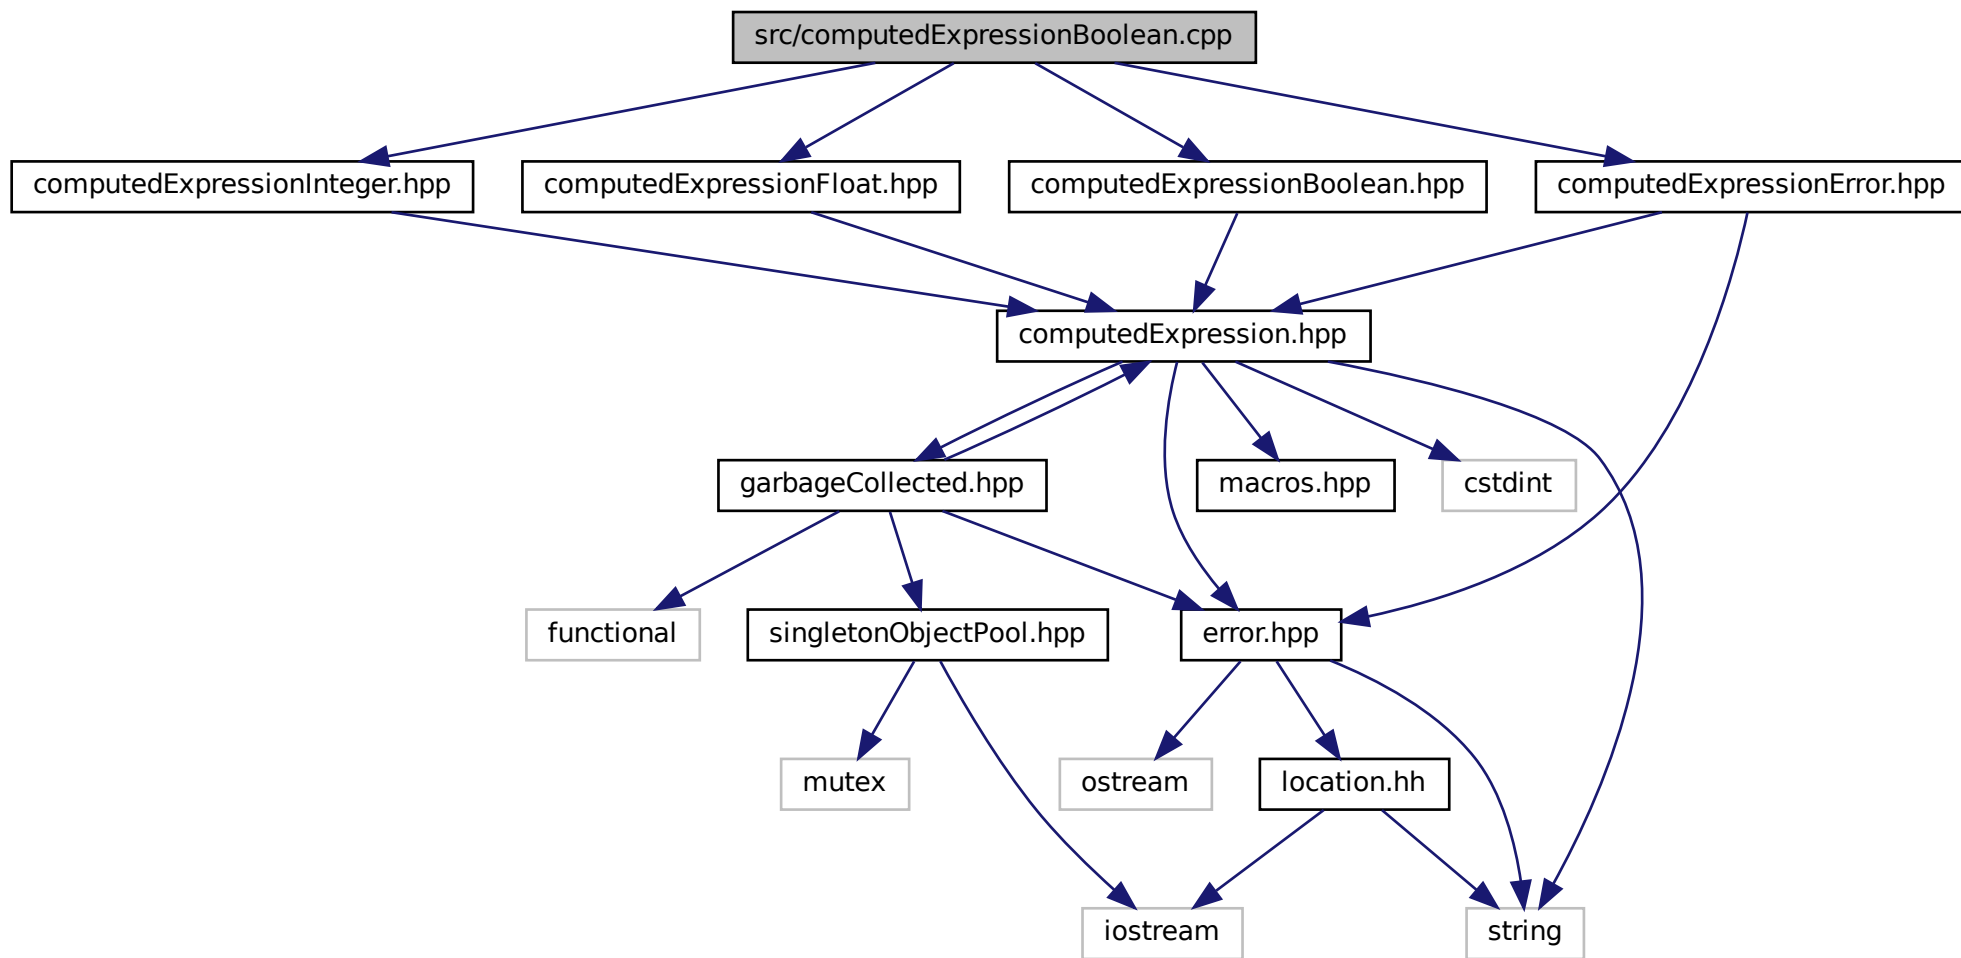 src/computedExpressionBoolean.cpp
computedExpressionInteger.hpp
computedExpressionFloat.hpp
computedExpressionBoolean.hpp
computedExpressionError.hpp
computedExpression.hpp
garbageCollected.hpp
macros.hpp
cstdint
functional
singletonObjectPool.hpp
error.hpp
mutex
ostream
location.hh
iostream
string